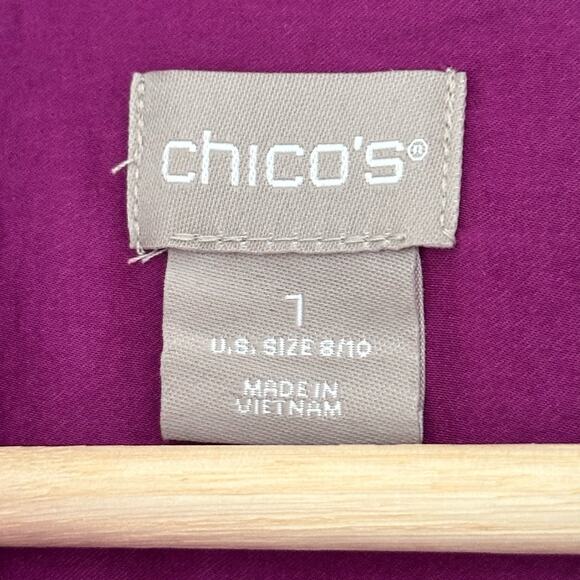 chico's®
1
U.S. SIZE 8/10
MADE IN
VIETNAM